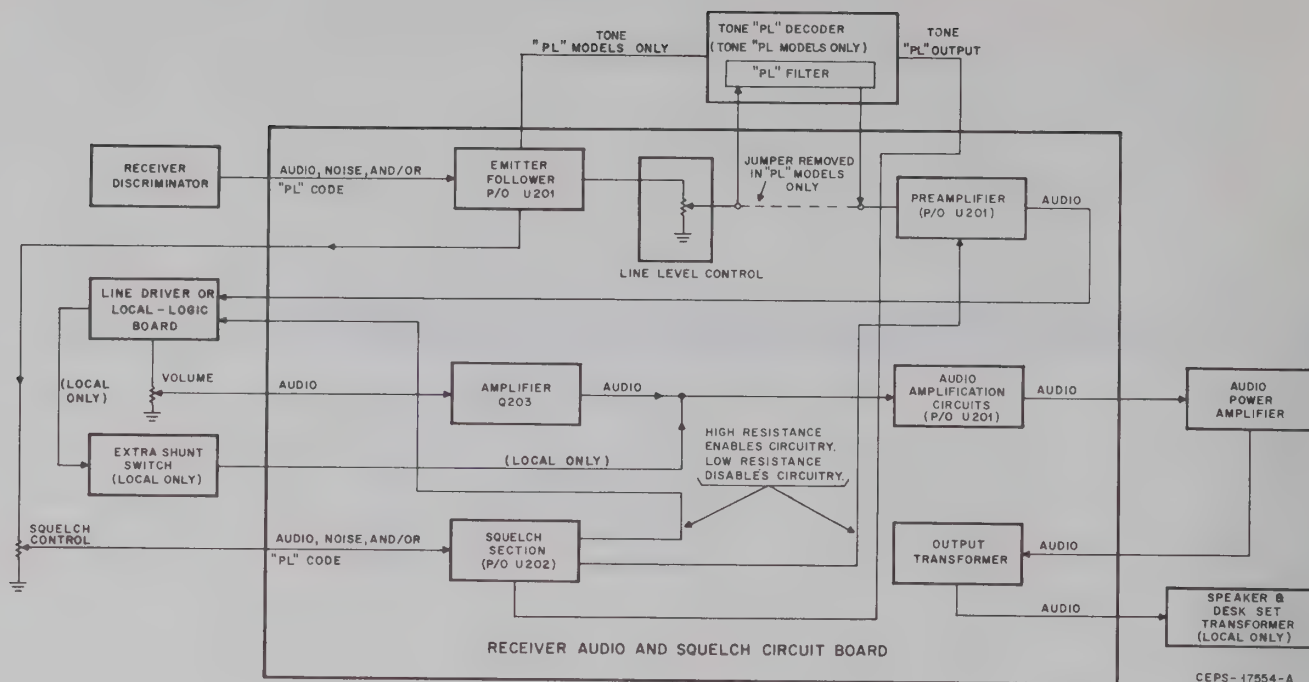 TONE
"PL" MODELS ONLY
TONE "PL" DECODER
(TONE "PL MODELS ONLY)
"PL" FILTER
TONE
"PL" OUTPUT
RECEIVER
DISCRIMINATOR
AUDIO, NOISE, AND/OR
"PL" CODE
EMITTER
FOLLOWER
P/O U201
JUMPER REMOVED
IN "PL" MODELS
ONLY
LINE LEVEL CONTROL
PREAMPLIFIER
(P/O U201)
AUDIO
LINE DRIVER OR
LOCAL-LOGIC
BOARD
(LOCAL
ONLY)
VOLUME
AUDIO
AMPLIFIER
Q203
AUDIO
AUDIO
AMPLIFICATION
CIRCUITS
(P/O U201)
AUDIO
AUDIO
POWER
AMPLIFIER
EXTRA SHUNT
SWITCH
(LOCAL ONLY)
(LOCAL ONLY)
HIGH RESISTANCE
ENABLES CIRCUITRY.
LOW RESISTANCE
DISABLES CIRCUITRY.
SQUELCH
CONTROL
AUDIO, NOISE, AND/OR
"PL" CODE
SQUELCH
SECTION
(P/O U202)
OUTPUT
TRANSFORMER
AUDIO
AUDIO
SPEAKER &
DESK SET
TRANSFORMER
(LOCAL ONLY)
RECEIVER AUDIO AND SQUELCH CIRCUIT BOARD
CEPS-17554-A